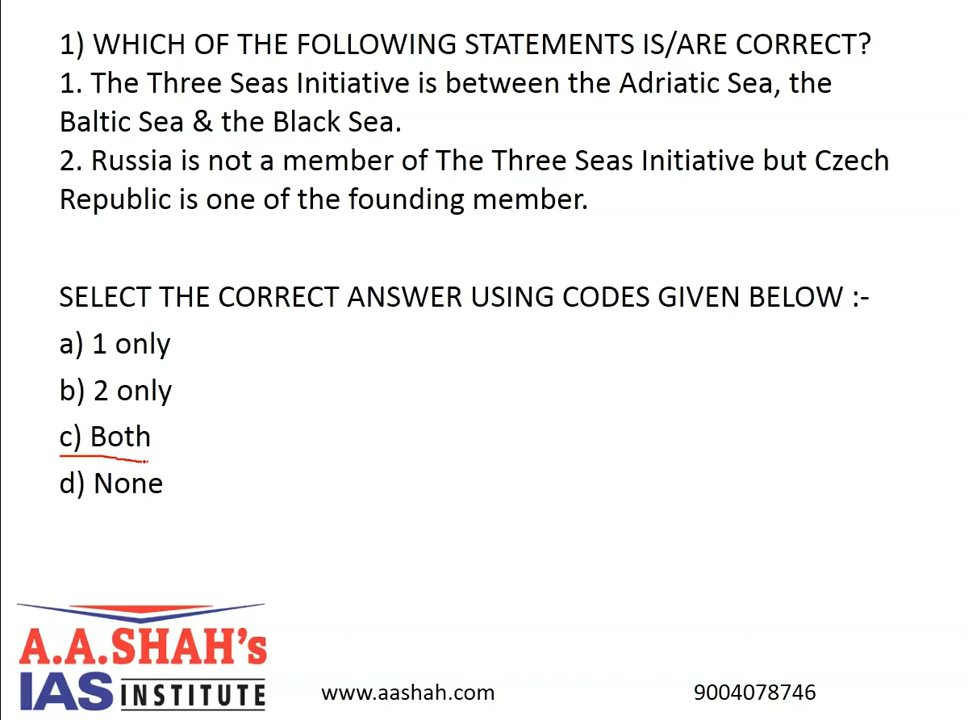 1) WHICH OF THE FOLLOWING STATEMENTS IS/ARE CORRECT?
1. The Three Seas Initiative is between the Adriatic Sea, the
Baltic Sea & the Black Sea.
2. Russia is not a member of The Three Seas Initiative but Czech
Republic is one of the founding member.
SELECT THE CORRECT ANSWER USING CODES GIVEN BELOW :-
a) 1 only
b) 2 only
c) Both
d) None
A.A.SHAH's
IAS INSTITUTE
www.aashah.com
9004078746